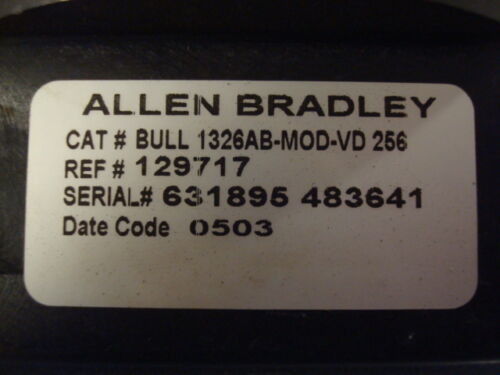 ALLEN BRADLEY
CAT # BULL 1326AB-MOD-VD 256
REF # 129717
SERIAL# 631895 483641
Date Code 0503